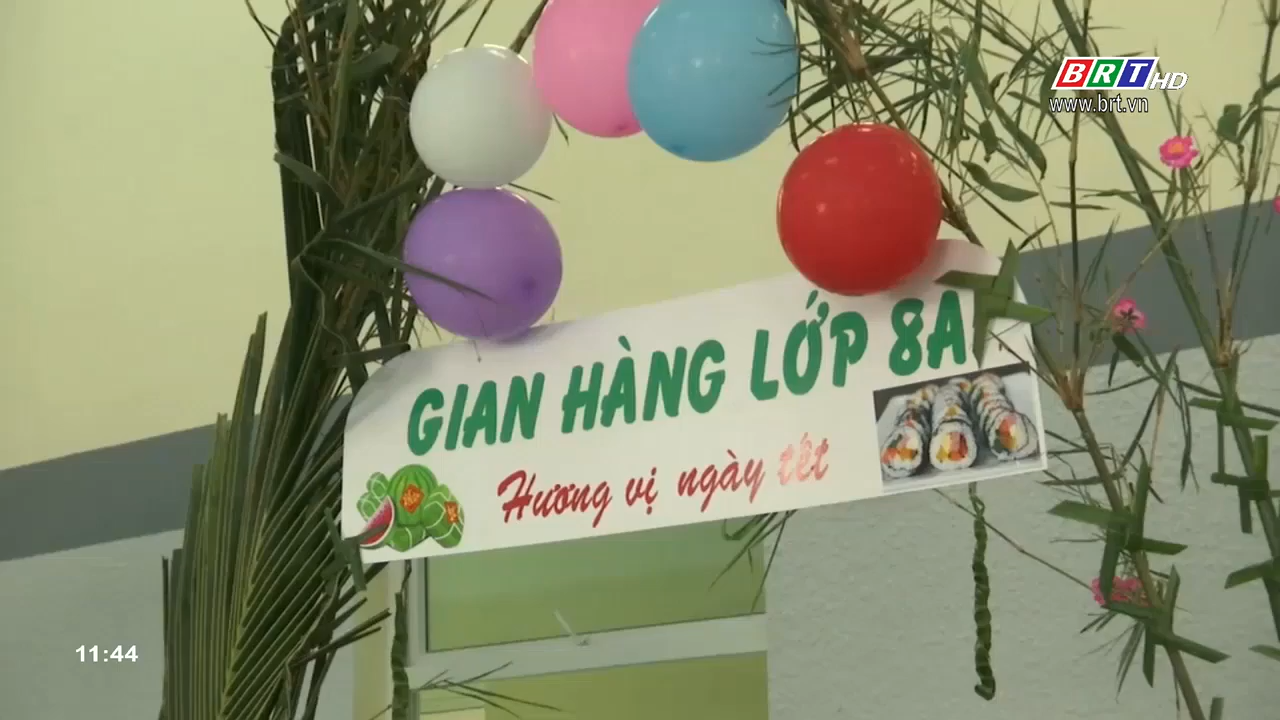 BRT HD
www.brt.vn
GIAN HÀNG LỚP 8A
Hương vị ngày tết
11:44